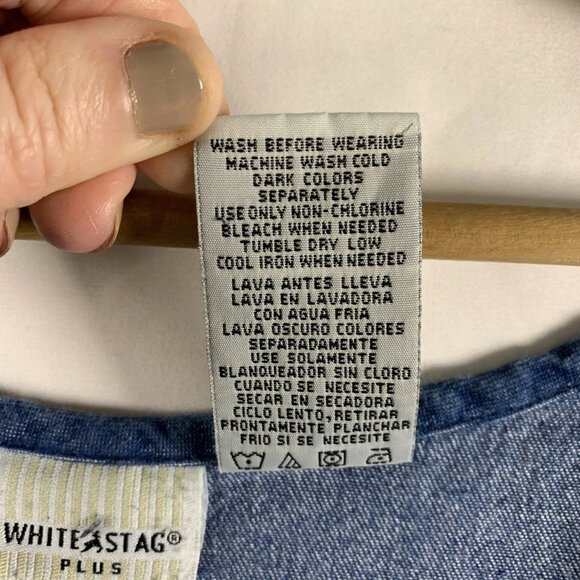 WASH BEFORE WEARING
MACHINE WASH COLD
DARK COLORS
SEPARATELY
USE ONLY NON-CHLORINE
BLEACH WHEN NEEDED
TUMBLE DRY LOW
COOL IRON WHEN NEEDED
LAVA ANTES LLEVA
LAVA EN LAVADORA
CON AGUA FRIA
LAVA OSCURO COLORES
SEPARADAMENTE
USE SOLAMENTE
BLANQUEADOR SIN CLORO
CUANDO SE NECESITE
SECAR EN SECADORA
CICLO LENTO, RETIRAR
PRONTAMENTE PLANCHAR
FRIO SI SE NECESITE
WHITE STAG®
PLUS